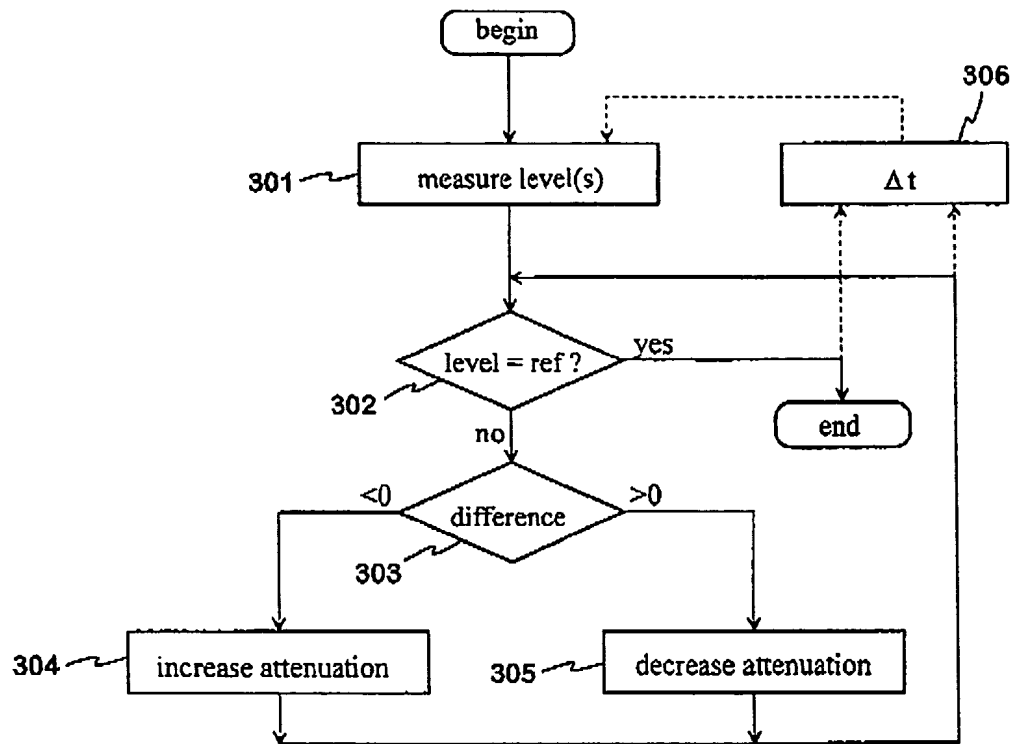 begin
306
301
measure level(s)
Δ t
level = ref ?
yes
302
end
no
<0
>0
difference
303
304
increase attenuation
305
decrease attenuation